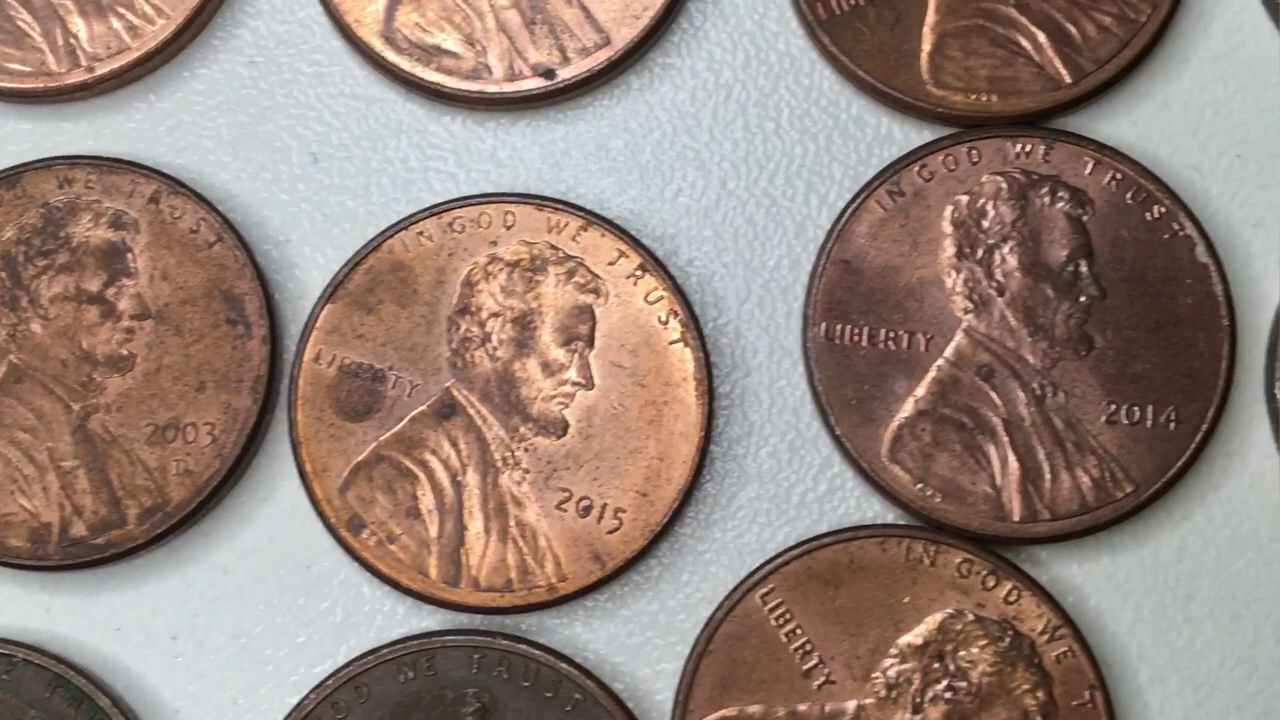 WE TRUST
2003
D
IN GOD WE TRUST
LIBERTY
2015
IN GOD WE TRUST
LIBERTY
2014
WE TRUST
IN GOD WE T
LIBERTY